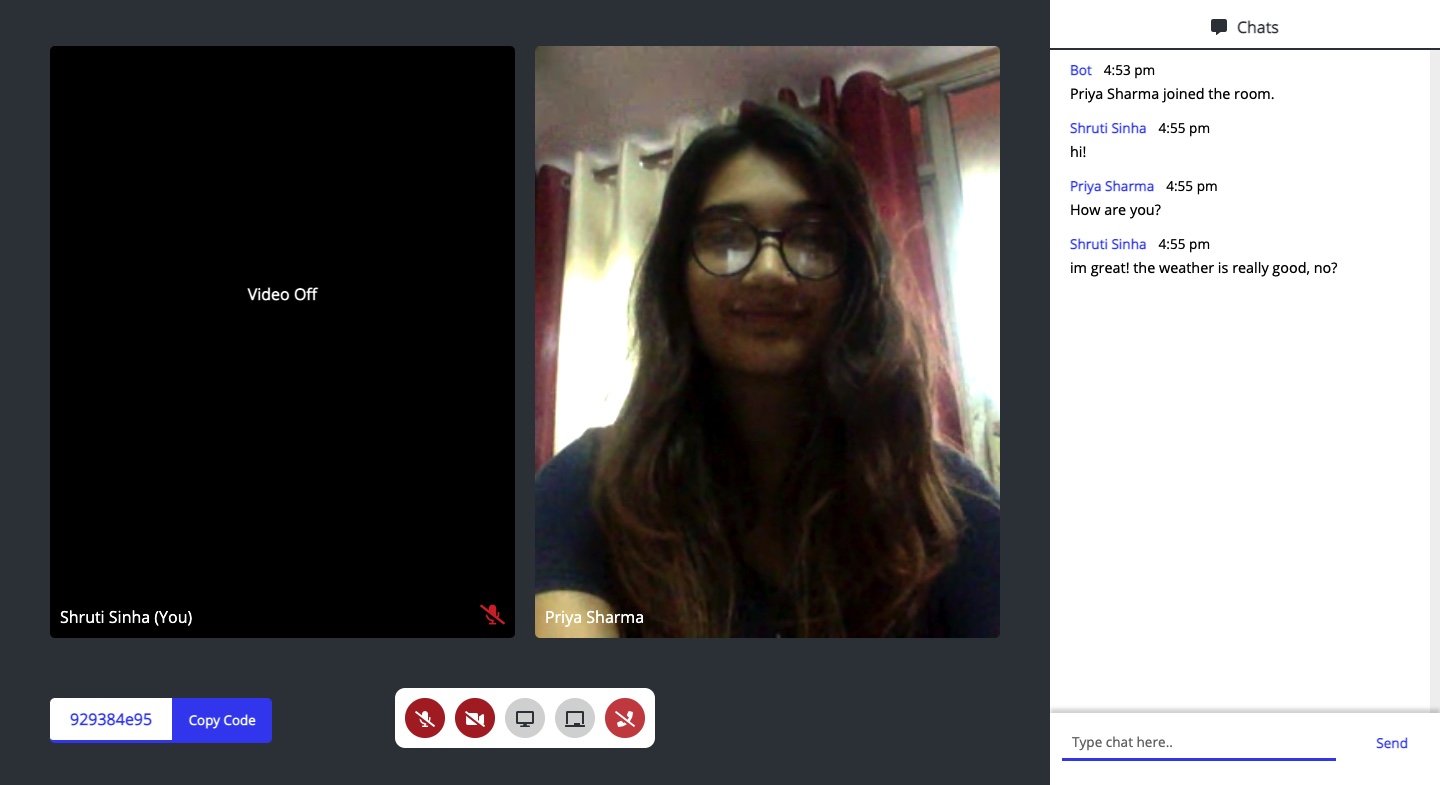 Video Off
Shruti Sinha (You)
Priya Sharma
929384e95
Copy Code
Chats
Bot 4:53 pm
Priya Sharma joined the room.
Shruti Sinha 4:55 pm
hi!
Priya Sharma 4:55 pm
How are you?
Shruti Sinha 4:55 pm
im great! the weather is really good, no?
Type chat here..
Send